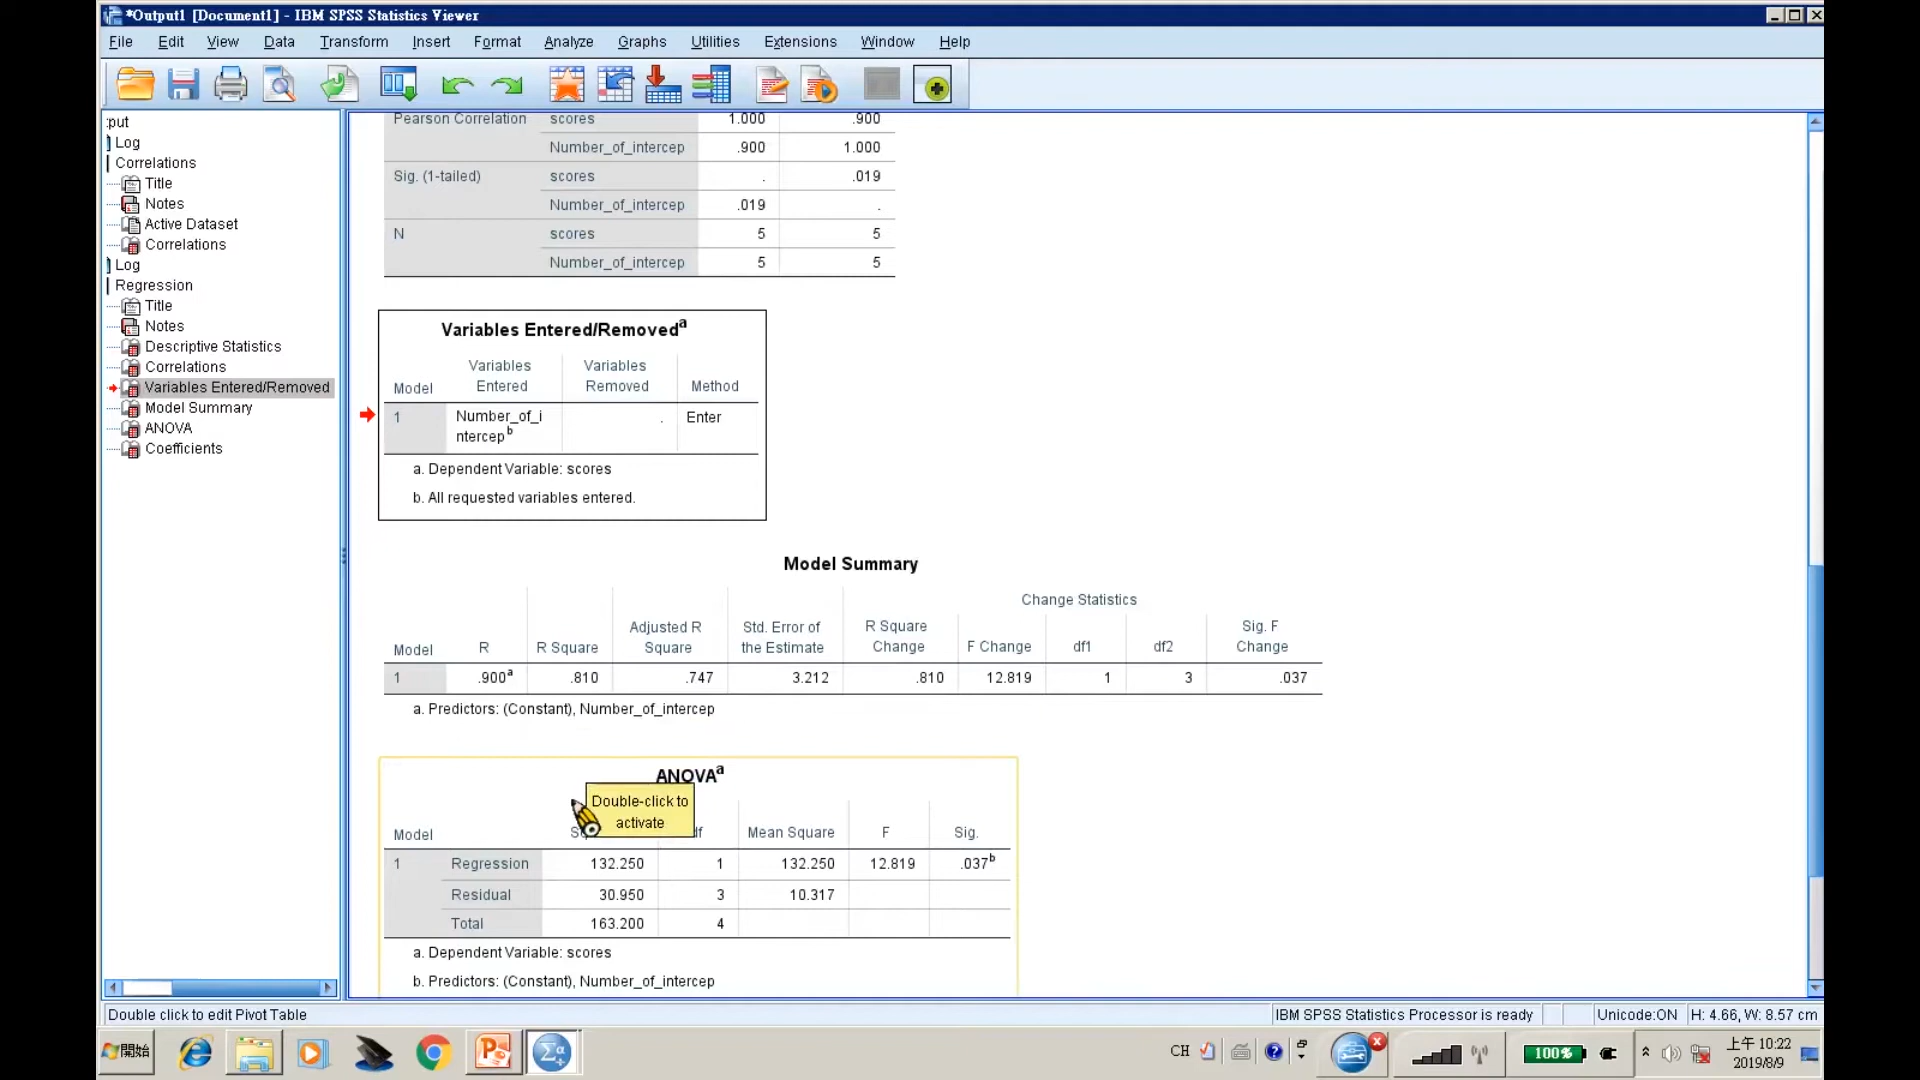 *Output1 [Document1] - IBM SPSS Statistics Viewer
File Edit View Data Transform Insert Format Analyze Graphs Utilities Extensions Window Help
:put
Log
Correlations
Title
Notes
Active Dataset
Correlations
Log
Regression
Title
Notes
Descriptive Statistics
Correlations
Variables Entered/Removed
Model Summary
ANOVA
Coefficients
Pearson Correlation scores 1.000 .900
Number_of_intercep .900 1.000
Sig. (1-tailed) scores . .019
Number_of_intercep .019 .
N scores 5 5
Number_of_intercep 5 5
Variables Entered/Removed a
Model Variables Entered Variables Removed Method
1 Number_of_i . Enter
ntercep b
a. Dependent Variable: scores
b. All requested variables entered.
Model Summary
Change Statistics
Model R R Square Adjusted R Square Std. Error of the Estimate R Square Change F Change df1 df2 Sig. F Change
1 .900a .810 .747 3.212 .810 12.819 1 3 .037
a. Predictors: (Constant), Number_of_intercep
ANOVA a
Double-click to
activate
Model Mean Square F Sig.
1 Regression 132.250 1 132.250 12.819 .037b
Residual 30.950 3 10.317
Total 163.200 4
a. Dependent Variable: scores
b. Predictors: (Constant), Number_of_intercep
Double click to edit Pivot Table IBM SPSS Statistics Processor is ready Unicode:ON H: 4.66, W: 8.57 cm
開始 CH 100% 上午 10:22
2019/8/9